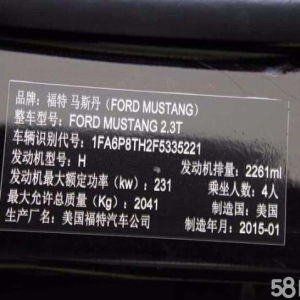 品牌：福特 马斯丹（FORD MUSTANG）
整车型号：FORD MUSTANG 2.3T
车辆识别代号：1FA6P8TH2F5335221
发动机型号：H 发动机排量：2261ml
发动机最大额定功率（kw）：231 乘坐人数：4人
最大允许总质量（Kg）：2041 制造国：美国
生产厂名：美国福特汽车公司 制造年月：2015-01
58